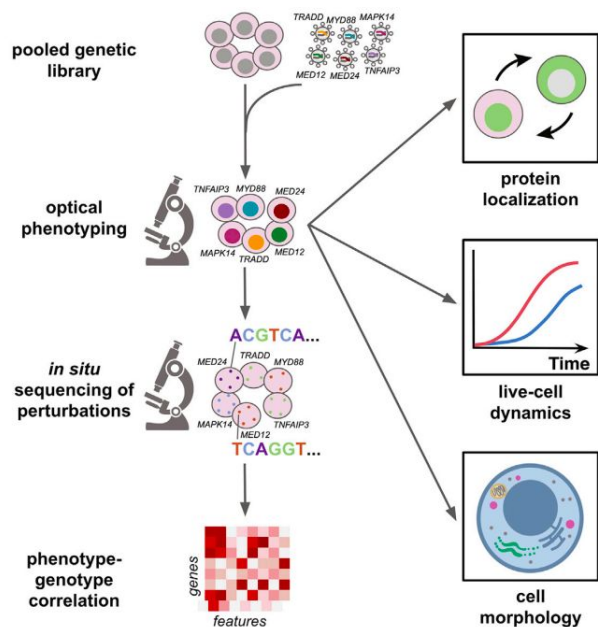 pooled genetic
library
TRADD
MYD88
MAPK14
MED12
MED24
TNFAIP3
optical
phenotyping
TNFAIP3
MYD88
MED24
MAPK14
TRADD
MED12
protein
localization
in situ
sequencing of
perturbations
ACGTCA...
MED24
TRADD
MYD88
MAPK14
MED12
TNFAIP3
TCAGGT...
Time
live-cell
dynamics
phenotype-
genotype
correlation
genes
features
cell
morphology